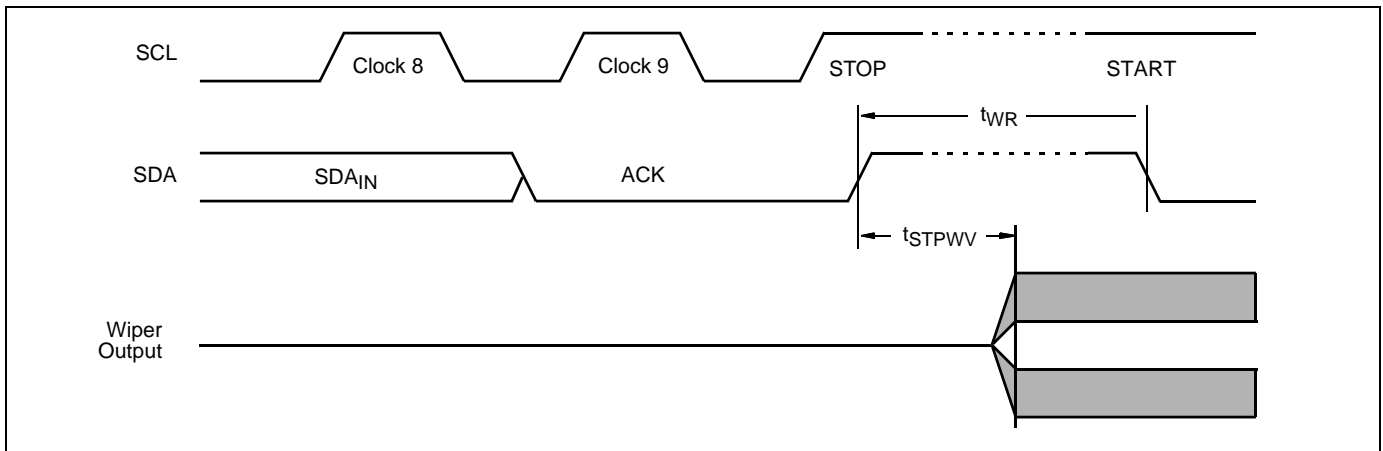 SCL
Clock 8
Clock 9
STOP
START
tWR
SDA
SDAIN
ACK
tSTPWV
Wiper
Output